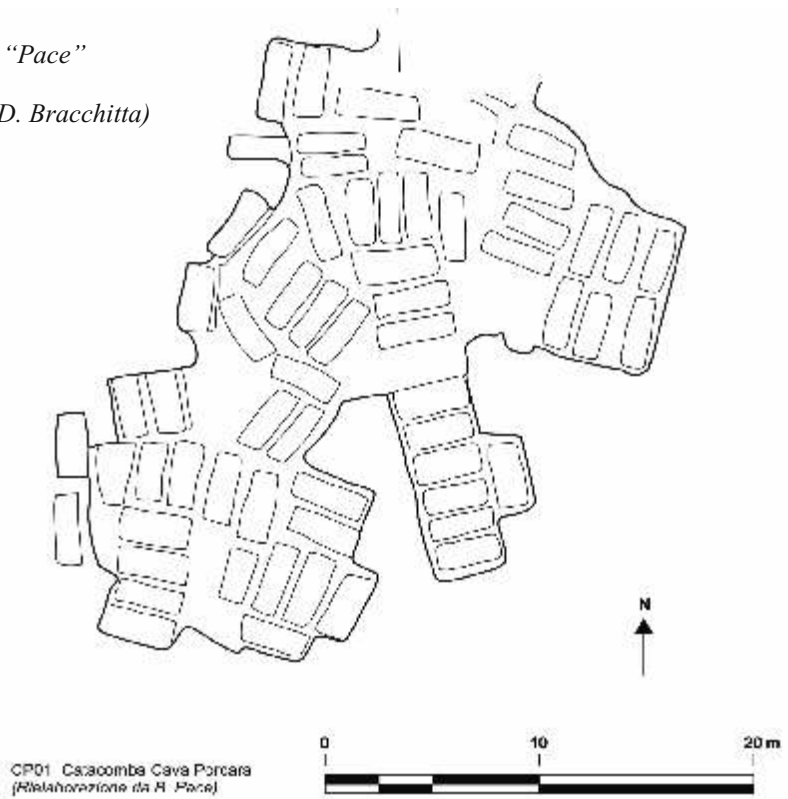 “Pace”
D. Bracchitta)
N
0 10 20 m
CP01 Catacomba Cava Porcara
(Rielaborazione da B. Pace)